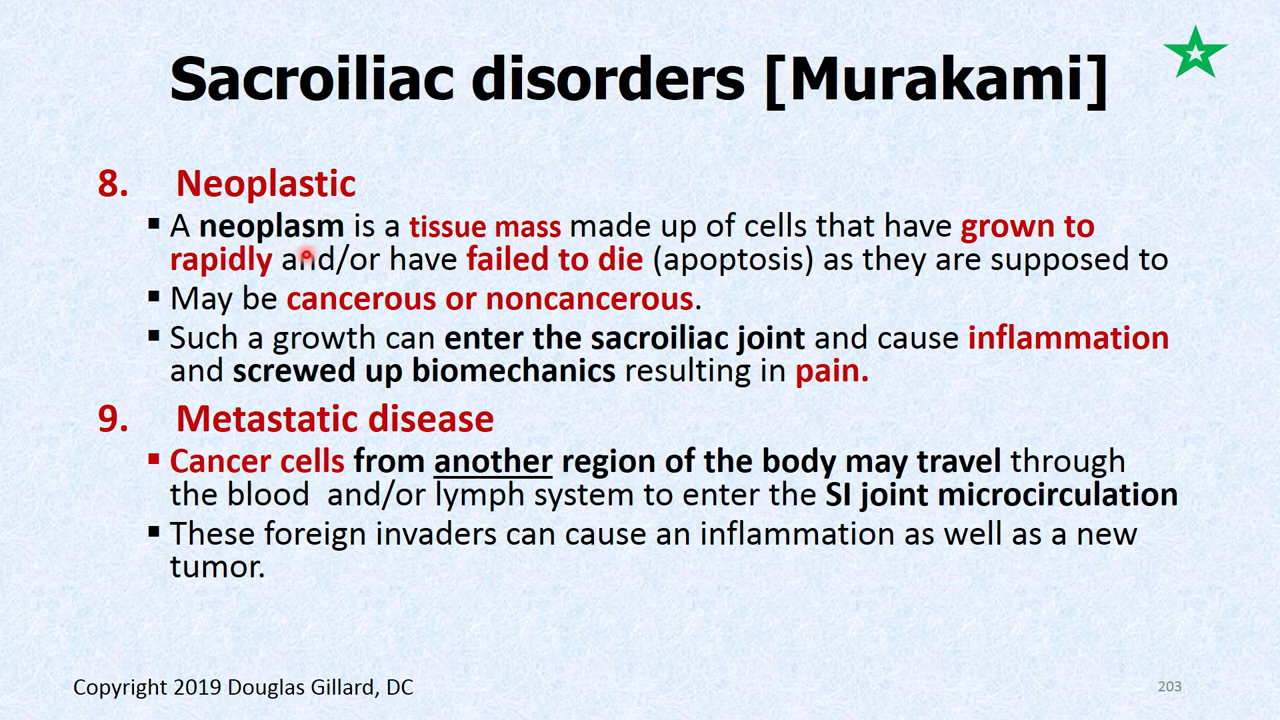 Sacroiliac disorders [Murakami]
8. Neoplastic
▪ A neoplasm is a tissue mass made up of cells that have grown to
rapidly and/or have failed to die (apoptosis) as they are supposed to
▪ May be cancerous or noncancerous.
▪ Such a growth can enter the sacroiliac joint and cause inflammation
and screwed up biomechanics resulting in pain.
9. Metastatic disease
▪ Cancer cells from another region of the body may travel through
the blood  and/or lymph system to enter the SI joint microcirculation
▪ These foreign invaders can cause an inflammation as well as a new
tumor.
Copyright 2019 Douglas Gillard, DC
203